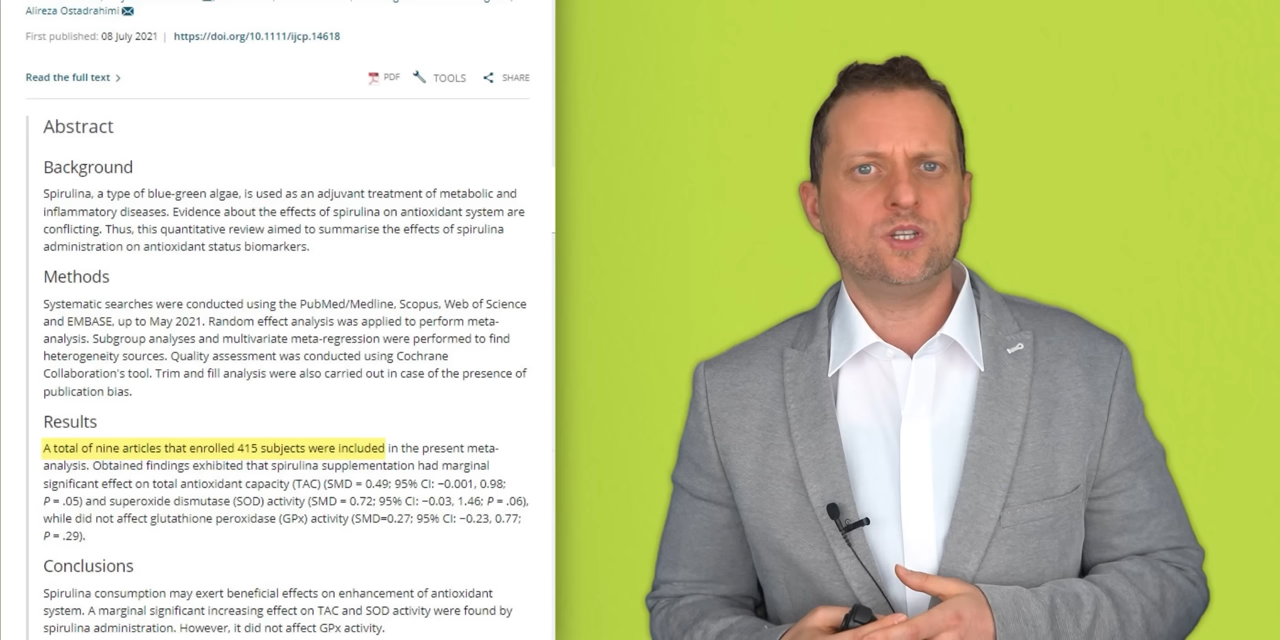 Alireza Ostadrahimi
First published: 08 July 2021 | https://doi.org/10.1111/ijcp.14618
Read the full text > PDF TOOLS SHARE
Abstract
Background
Spirulina, a type of blue-green algae, is used as an adjuvant treatment of metabolic and
inflammatory diseases. Evidence about the effects of spirulina on antioxidant system are
conflicting. Thus, this quantitative review aimed to summarise the effects of spirulina
administration on antioxidant status biomarkers.
Methods
Systematic searches were conducted using the PubMed/Medline, Scopus, Web of Science
and EMBASE, up to May 2021. Random effect analysis was applied to perform meta-
analysis. Subgroup analyses and multivariate meta-regression were performed to find
heterogeneity sources. Quality assessment was conducted using Cochrane
Collaboration's tool. Trim and fill analysis were also carried out in case of the presence of
publication bias.
Results
A total of nine articles that enrolled 415 subjects were included in the present meta-
analysis. Obtained findings exhibited that spirulina supplementation had marginal
significant effect on total antioxidant capacity (TAC) (SMD = 0.49; 95% CI: −0.001, 0.98;
P = .05) and superoxide dismutase (SOD) activity (SMD = 0.72; 95% CI: −0.03, 1.46; P = .06),
while did not affect glutathione peroxidase (GPx) activity (SMD=0.27; 95% CI: −0.23, 0.77;
P = .29).
Conclusions
Spirulina consumption may exert beneficial effects on enhancement of antioxidant
system. A marginal significant increasing effect on TAC and SOD activity were found by
spirulina administration. However, it did not affect GPx activity.